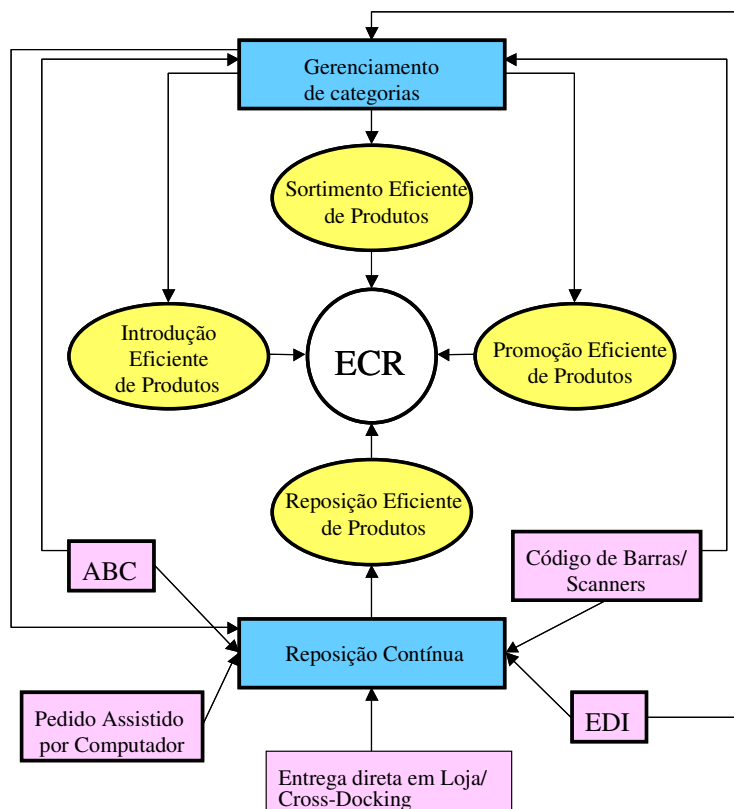 Gerenciamento
de categorias
Sortimento Eficiente
de Produtos
Introdução
Eficiente
de Produtos
ECR
Promoção Eficiente
de Produtos
Reposição Eficiente
de Produtos
ABC
Código de Barras/
Scanners
Reposição Contínua
Pedido Assistido
por Computador
EDI
Entrega direta em Loja/
Cross-Docking